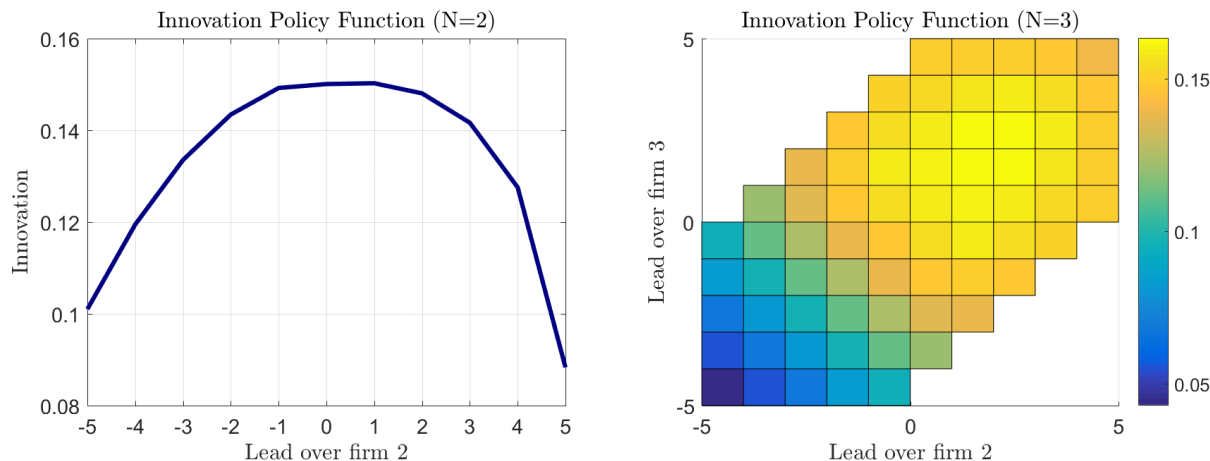 Innovation Policy Function (N=2)
0.16
0.14
0.12
0.1
0.08
Innovation
-5 -4 -3 -2 -1 0 1 2 3 4 5
Lead over firm 2
Innovation Policy Function (N=3)
5
0
-5
Lead over firm 3
-5 0 5
Lead over firm 2
0.15
0.1
0.05